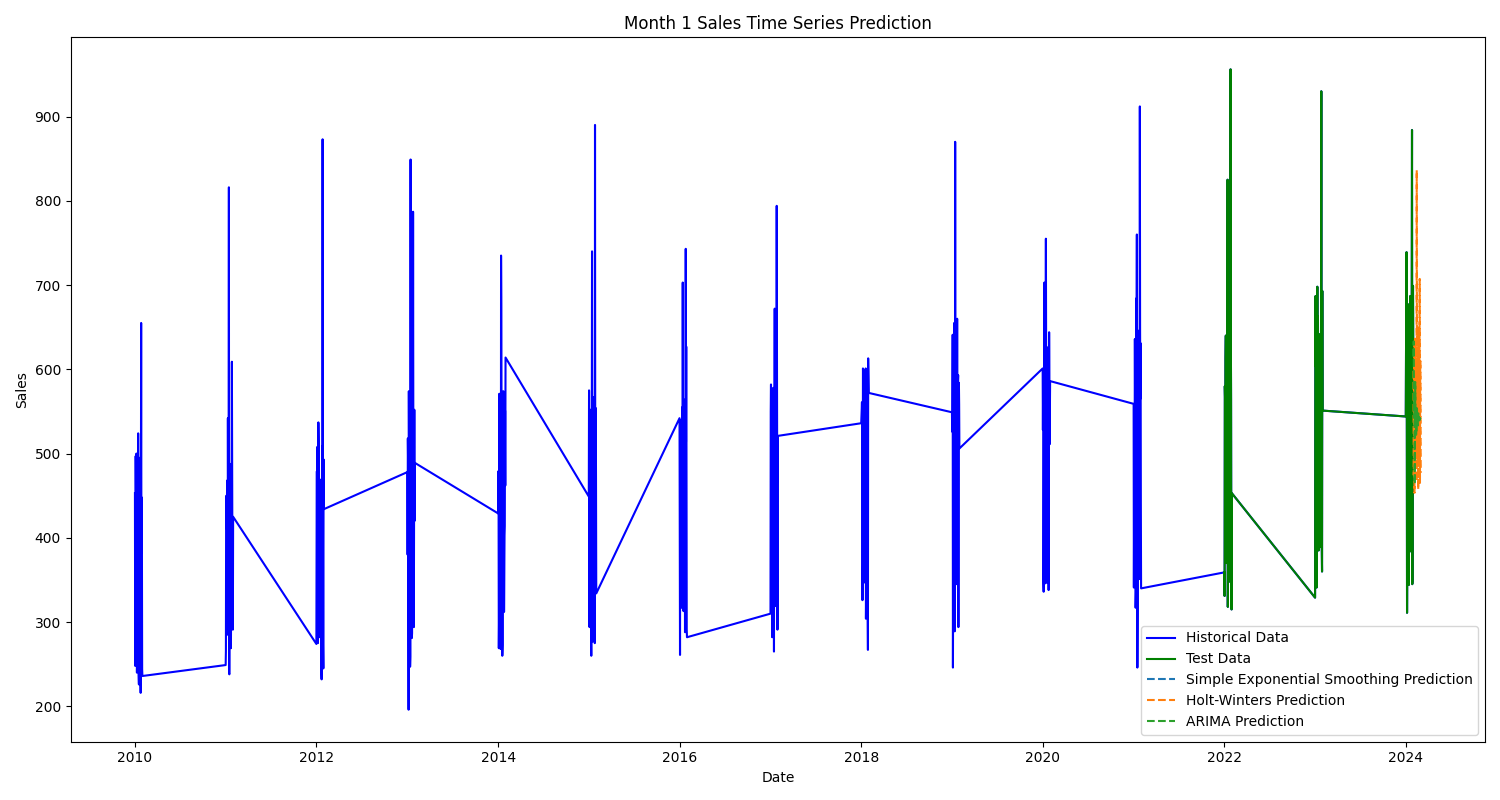 Month 1 Sales Time Series Prediction
Sales
900
800
700
600
500
400
300
200
Historical Data
Test Data
Simple Exponential Smoothing Prediction
Holt-Winters Prediction
ARIMA Prediction
2010 2012 2014 2016 2018 2020 2022 2024
Date